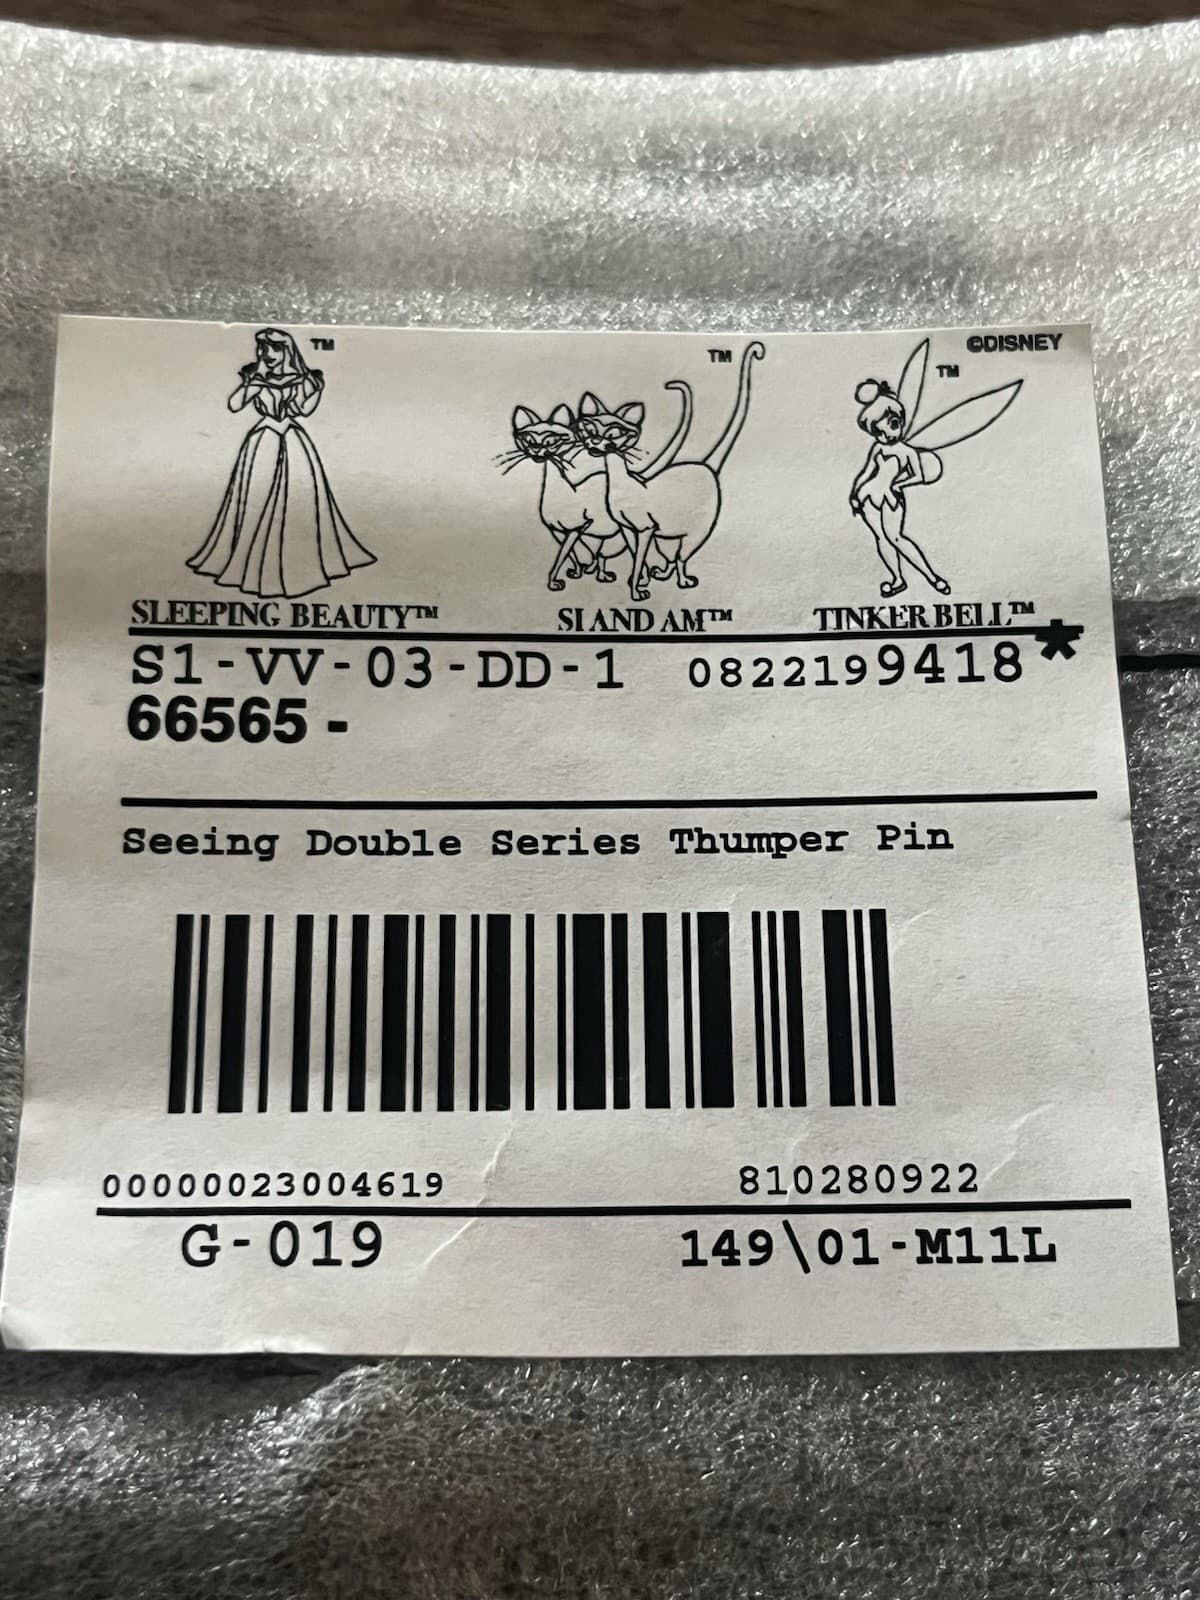 TM TM ©DISNEY
TM
SLEEPING BEAUTY™ SI AND AM™ TINKER BELL™
S1-VV-03-DD-1 0822199418*
66565-
Seeing Double Series Thumper Pin
00000023004619 810280922
G-019 149\01-M11L